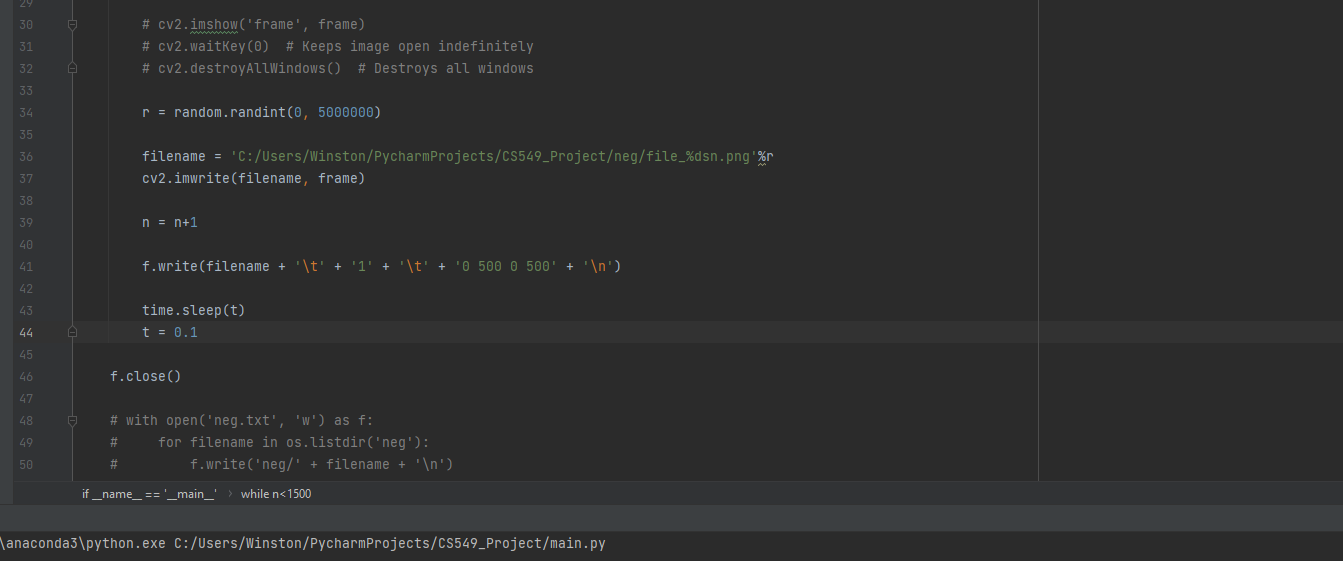 29
30 # cv2.imshow('frame', frame)
31 # cv2.waitKey(0)  # Keeps image open indefinitely
32 # cv2.destroyAllWindows()  # Destroys all windows
33
34 r = random.randint(0, 5000000)
35
36 filename = 'C:/Users/Winston/PycharmProjects/CS549_Project/neg/file_%dsn.png'%r
37 cv2.imwrite(filename, frame)
38
39 n = n+1
40
41 f.write(filename + '\t' + '1' + '\t' + '0 500 0 500' + '\n')
42
43 time.sleep(t)
44 t = 0.1
45
46 f.close()
47
48 # with open('neg.txt', 'w') as f:
49 #     for filename in os.listdir('neg'):
50 #         f.write('neg/' + filename + '\n')
if __name__ == '__main__' › while n<1500
\anaconda3\python.exe C:/Users/Winston/PycharmProjects/CS549_Project/main.py